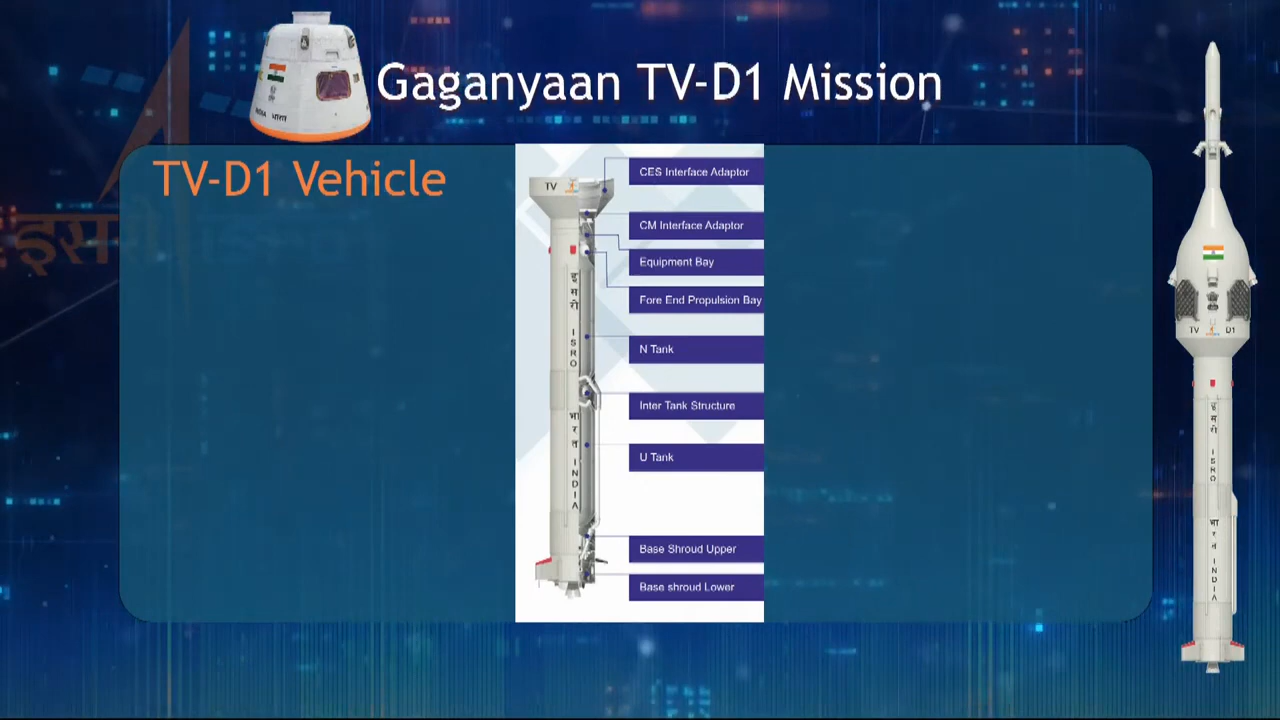 Gaganyaan TV-D1 Mission
INDIA भारत
TV-D1 Vehicle
TV
CES Interface Adaptor
CM Interface Adaptor
Equipment Bay
Fore End Propulsion Bay
N Tank
Inter Tank Structure
U Tank
Base Shroud Upper
Base shroud Lower
इसरो ISRO
भारत INDIA
TV D1
इसरो ISRO
भारत INDIA